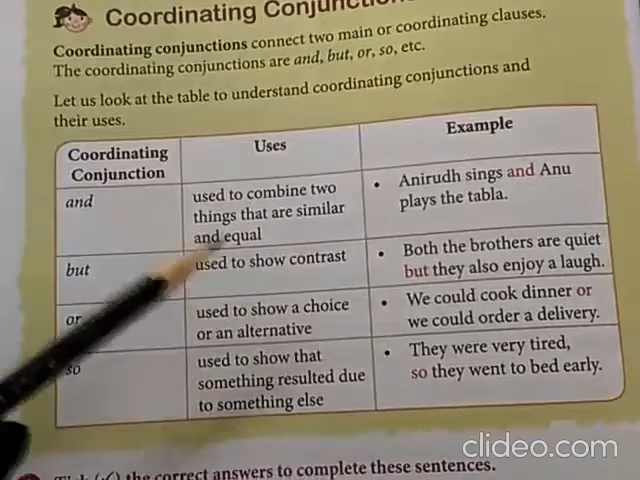 Coordinating Conjunctions
Coordinating conjunctions connect two main or coordinating clauses.
The coordinating conjunctions are and, but, or, so, etc.
Let us look at the table to understand coordinating conjunctions and
their uses.
Coordinating
Conjunction
Uses
Example
and
used to combine two
things that are similar
and equal
• Anirudh sings and Anu
plays the tabla.
but
used to show contrast
• Both the brothers are quiet
but they also enjoy a laugh.
or
used to show a choice
or an alternative
• We could cook dinner or
we could order a delivery.
so
used to show that
something resulted due
to something else
• They were very tired,
so they went to bed early.
the correct answers to complete these sentences.
clideo.com